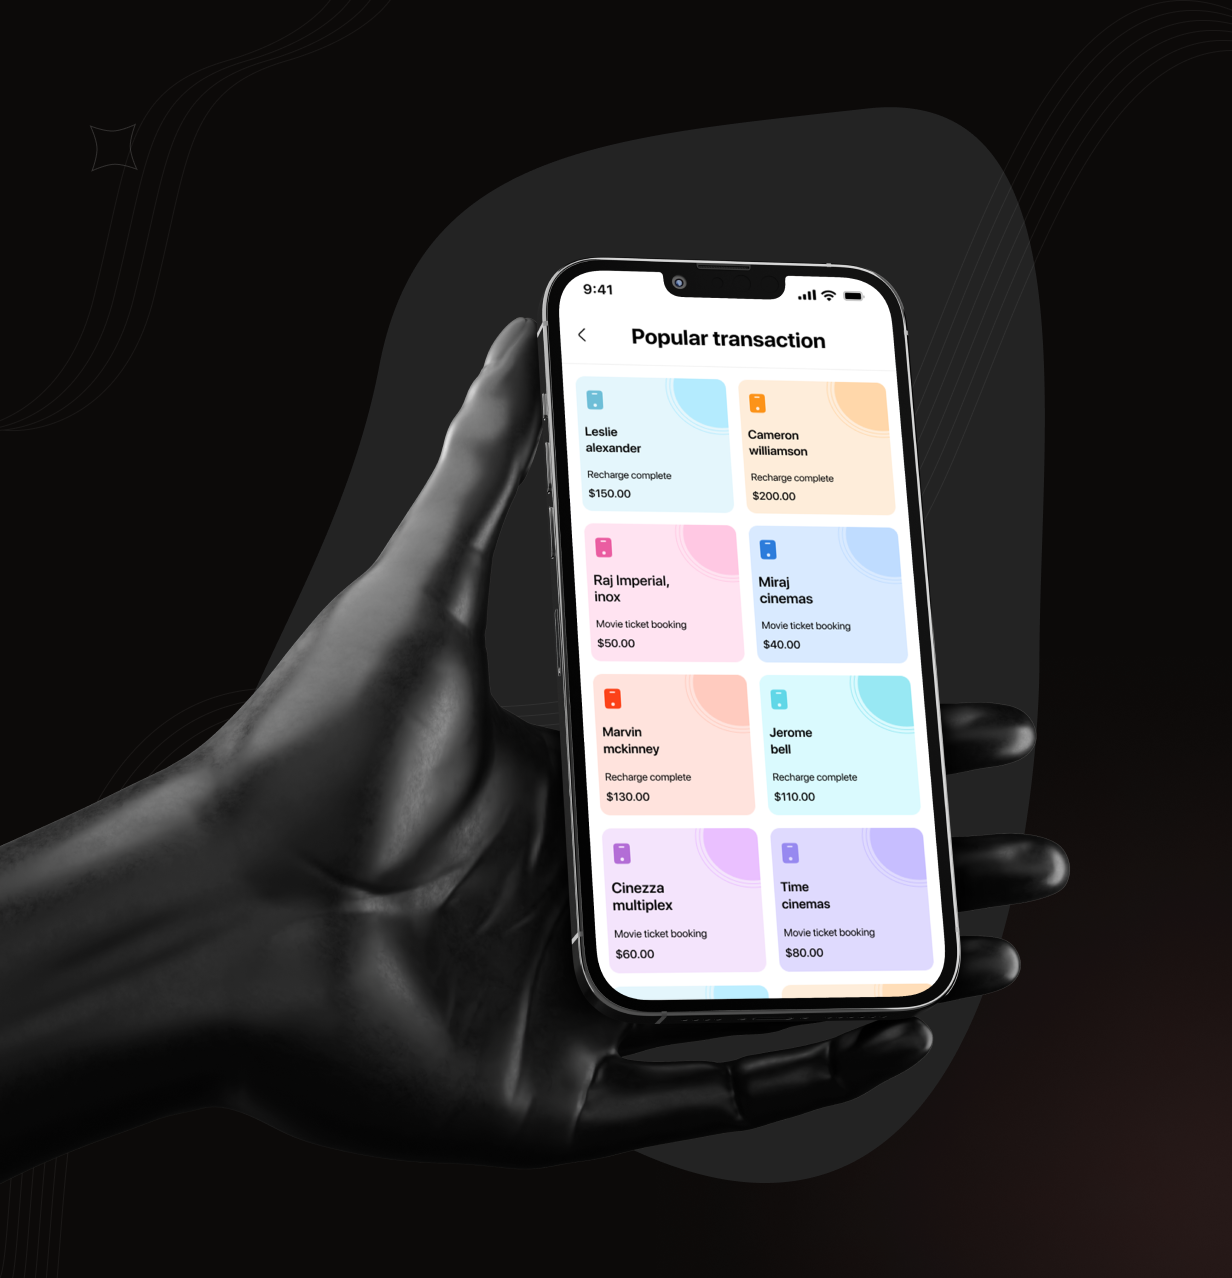 9:41
Popular transaction
Leslie
alexander
Recharge complete
$150.00
Cameron
williamson
Recharge complete
$200.00
Raj Imperial,
inox
Movie ticket booking
$50.00
Miraj
cinemas
Movie ticket booking
$40.00
Marvin
mckinney
Recharge complete
$130.00
Jerome
bell
Recharge complete
$110.00
Cinezza
multiplex
Movie ticket booking
$60.00
Time
cinemas
Movie ticket booking
$80.00